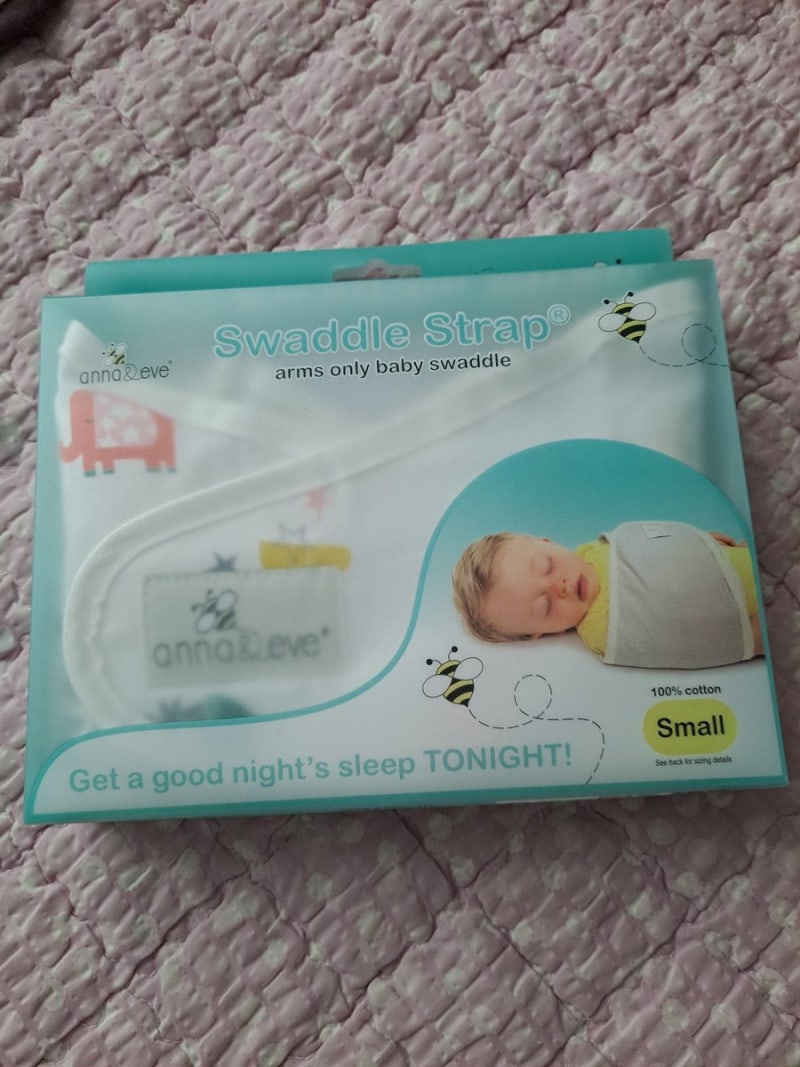 Swaddle Strap®
arms only baby swaddle
anna&eve®
anna&eve®
100% cotton
Small
See back for sizing details
Get a good night's sleep TONIGHT!